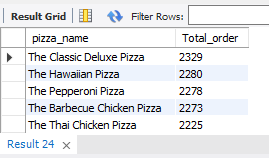 Result Grid Filter Rows:
pizza_name Total_order
The Classic Deluxe Pizza 2329
The Hawaiian Pizza 2280
The Pepperoni Pizza 2278
The Barbecue Chicken Pizza 2273
The Thai Chicken Pizza 2225
Result 24